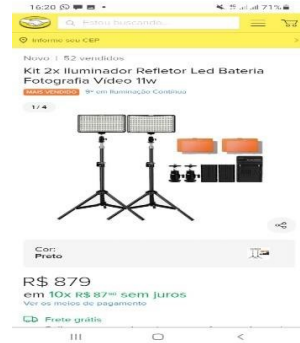 16:20
71%
Estou buscando...
Informe seu CEP
Novo | 52 vendidos
Kit 2x Iluminador Refletor Led Bateria
Fotografia Vídeo 11w
MAIS VENDIDO 9º em Iluminação Contínua
1/4
Cor:
Preto
R$ 879
em 10x R$ 87⁹⁰ sem juros
Ver os meios de pagamento
Frete grátis